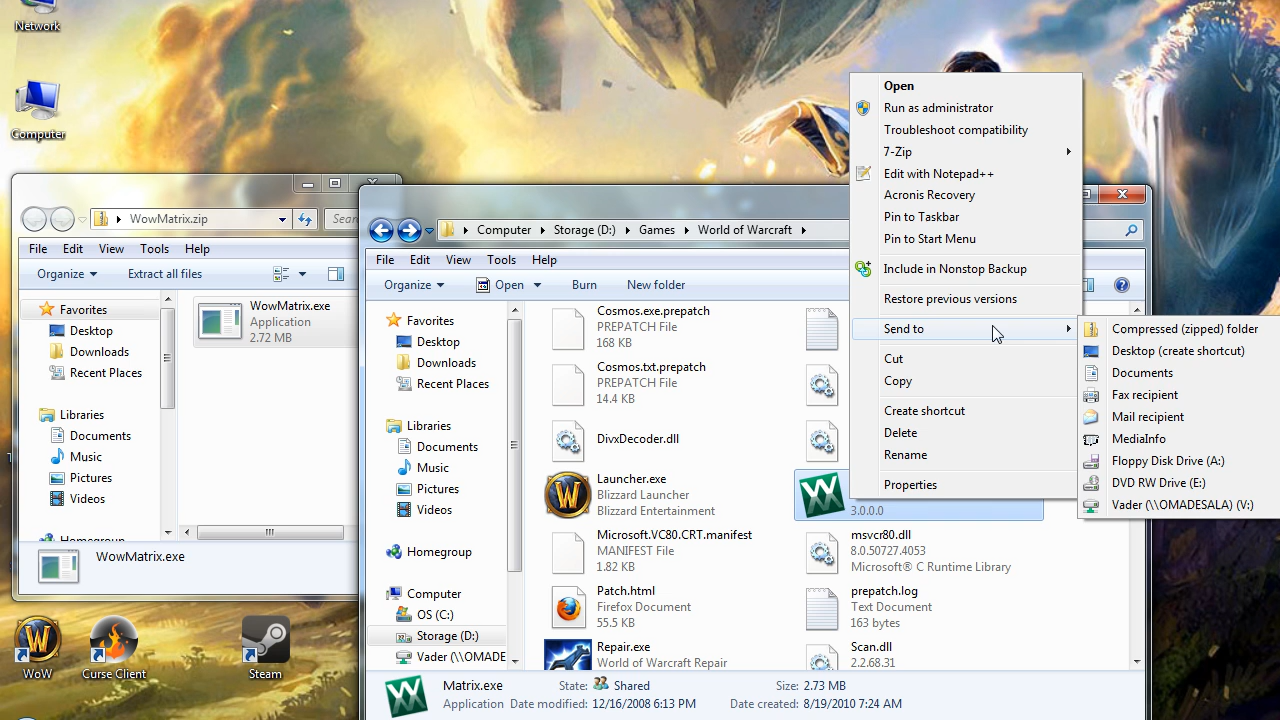 Network
Computer
WowMatrix.zip
Sear
File Edit View Tools Help
Organize Extract all files
Favorites
Desktop
Downloads
Recent Places
Libraries
Documents
Music
Pictures
Videos
Homegroup
WowMatrix.exe
Application
2.72 MB
WowMatrix.exe
WoW
Curse Client
Steam
Computer Storage (D:) Games World of Warcraft
File Edit View Tools Help
Organize Open Burn New folder
Favorites
Desktop
Downloads
Recent Places
Libraries
Documents
Music
Pictures
Videos
Homegroup
Computer
OS (C:)
Storage (D:)
Vader (\\OMADE
Cosmos.exe.prepatch
PREPATCH File
168 KB
Cosmos.txt.prepatch
PREPATCH File
14.4 KB
DivxDecoder.dll
Launcher.exe
Blizzard Launcher
Blizzard Entertainment
3.0.0.0
Microsoft.VC80.CRT.manifest
MANIFEST File
1.82 KB
msvcr80.dll
8.0.50727.4053
Microsoft® C Runtime Library
Patch.html
Firefox Document
55.5 KB
prepatch.log
Text Document
163 bytes
Repair.exe
World of Warcraft Repair
Scan.dll
2.2.68.31
Matrix.exe State: Shared Size: 2.73 MB
Application Date modified: 12/16/2008 6:13 PM Date created: 8/19/2010 7:24 AM
Open
Run as administrator
Troubleshoot compatibility
7-Zip
Edit with Notepad++
Acronis Recovery
Pin to Taskbar
Pin to Start Menu
Include in Nonstop Backup
Restore previous versions
Send to
Cut
Copy
Create shortcut
Delete
Rename
Properties
Compressed (zipped) folder
Desktop (create shortcut)
Documents
Fax recipient
Mail recipient
MediaInfo
Floppy Disk Drive (A:)
DVD RW Drive (E:)
Vader (\\OMADESALA) (V:)